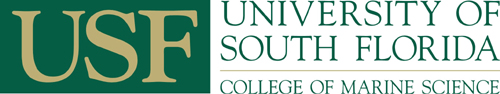 USF
UNIVERSITY OF
SOUTH FLORIDA
COLLEGE OF MARINE SCIENCE